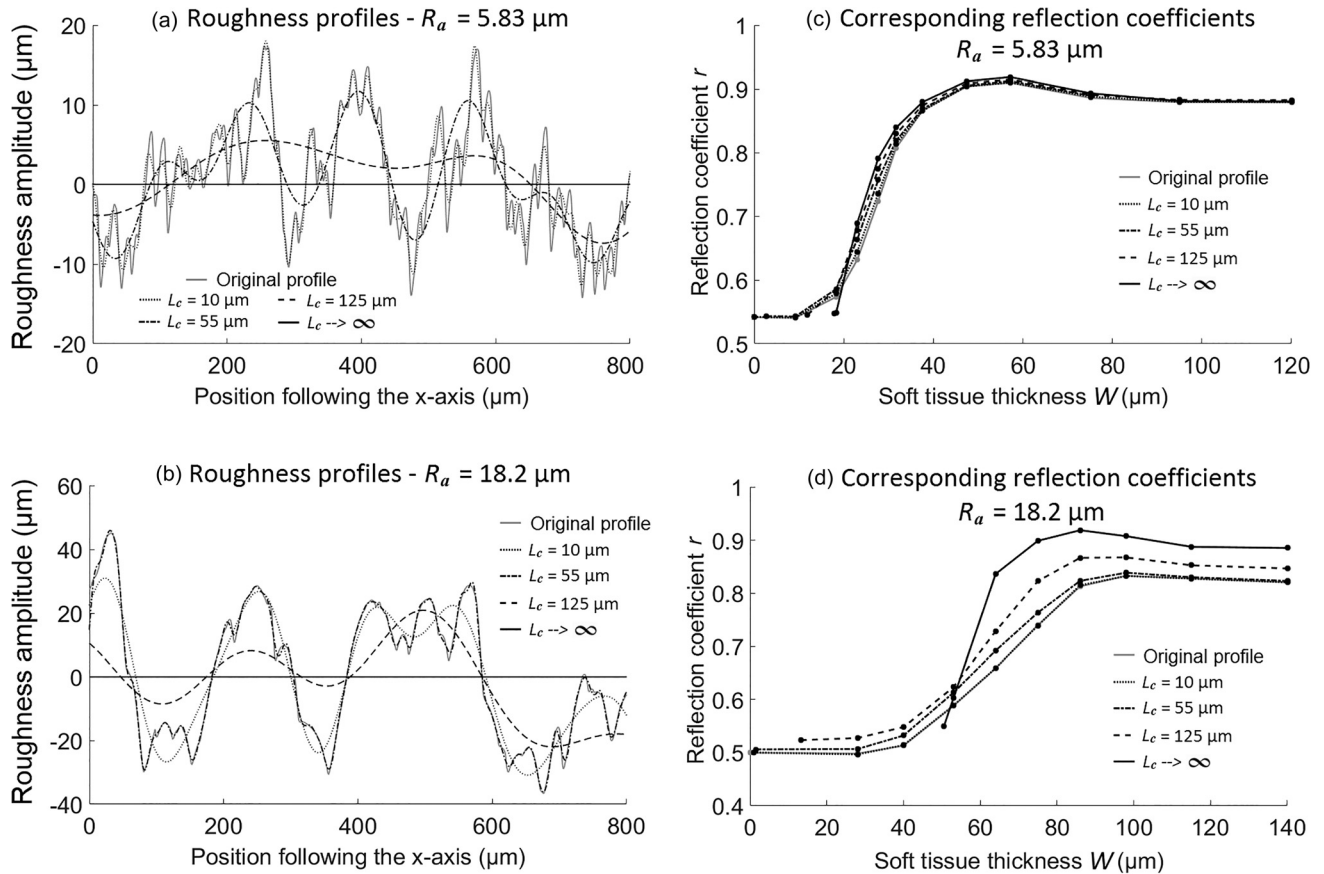 (a) Roughness profiles - Ra = 5.83 µm
Roughness amplitude (µm)
20
10
0
-10
-20
Original profile
Lc = 10 µm
Lc = 125 µm
Lc = 55 µm
Lc --> ∞
0
200
400
600
800
Position following the x-axis (µm)
(c) Corresponding reflection coefficients
Ra = 5.83 µm
Reflection coefficient r
1
0.9
0.8
0.7
0.6
0.5
Original profile
Lc = 10 µm
Lc = 55 µm
Lc = 125 µm
Lc --> ∞
0
20
40
60
80
100
120
Soft tissue thickness W (µm)
(b) Roughness profiles - Ra = 18.2 µm
Roughness amplitude (µm)
60
40
20
0
-20
-40
Original profile
Lc = 10 µm
Lc = 55 µm
Lc = 125 µm
Lc --> ∞
0
200
400
600
800
Position following the x-axis (µm)
(d) Corresponding reflection coefficients
Ra = 18.2 µm
Reflection coefficient r
1
0.9
0.8
0.7
0.6
0.5
0.4
Original profile
Lc = 10 µm
Lc = 55 µm
Lc = 125 µm
Lc --> ∞
0
20
40
60
80
100
120
140
Soft tissue thickness W (µm)